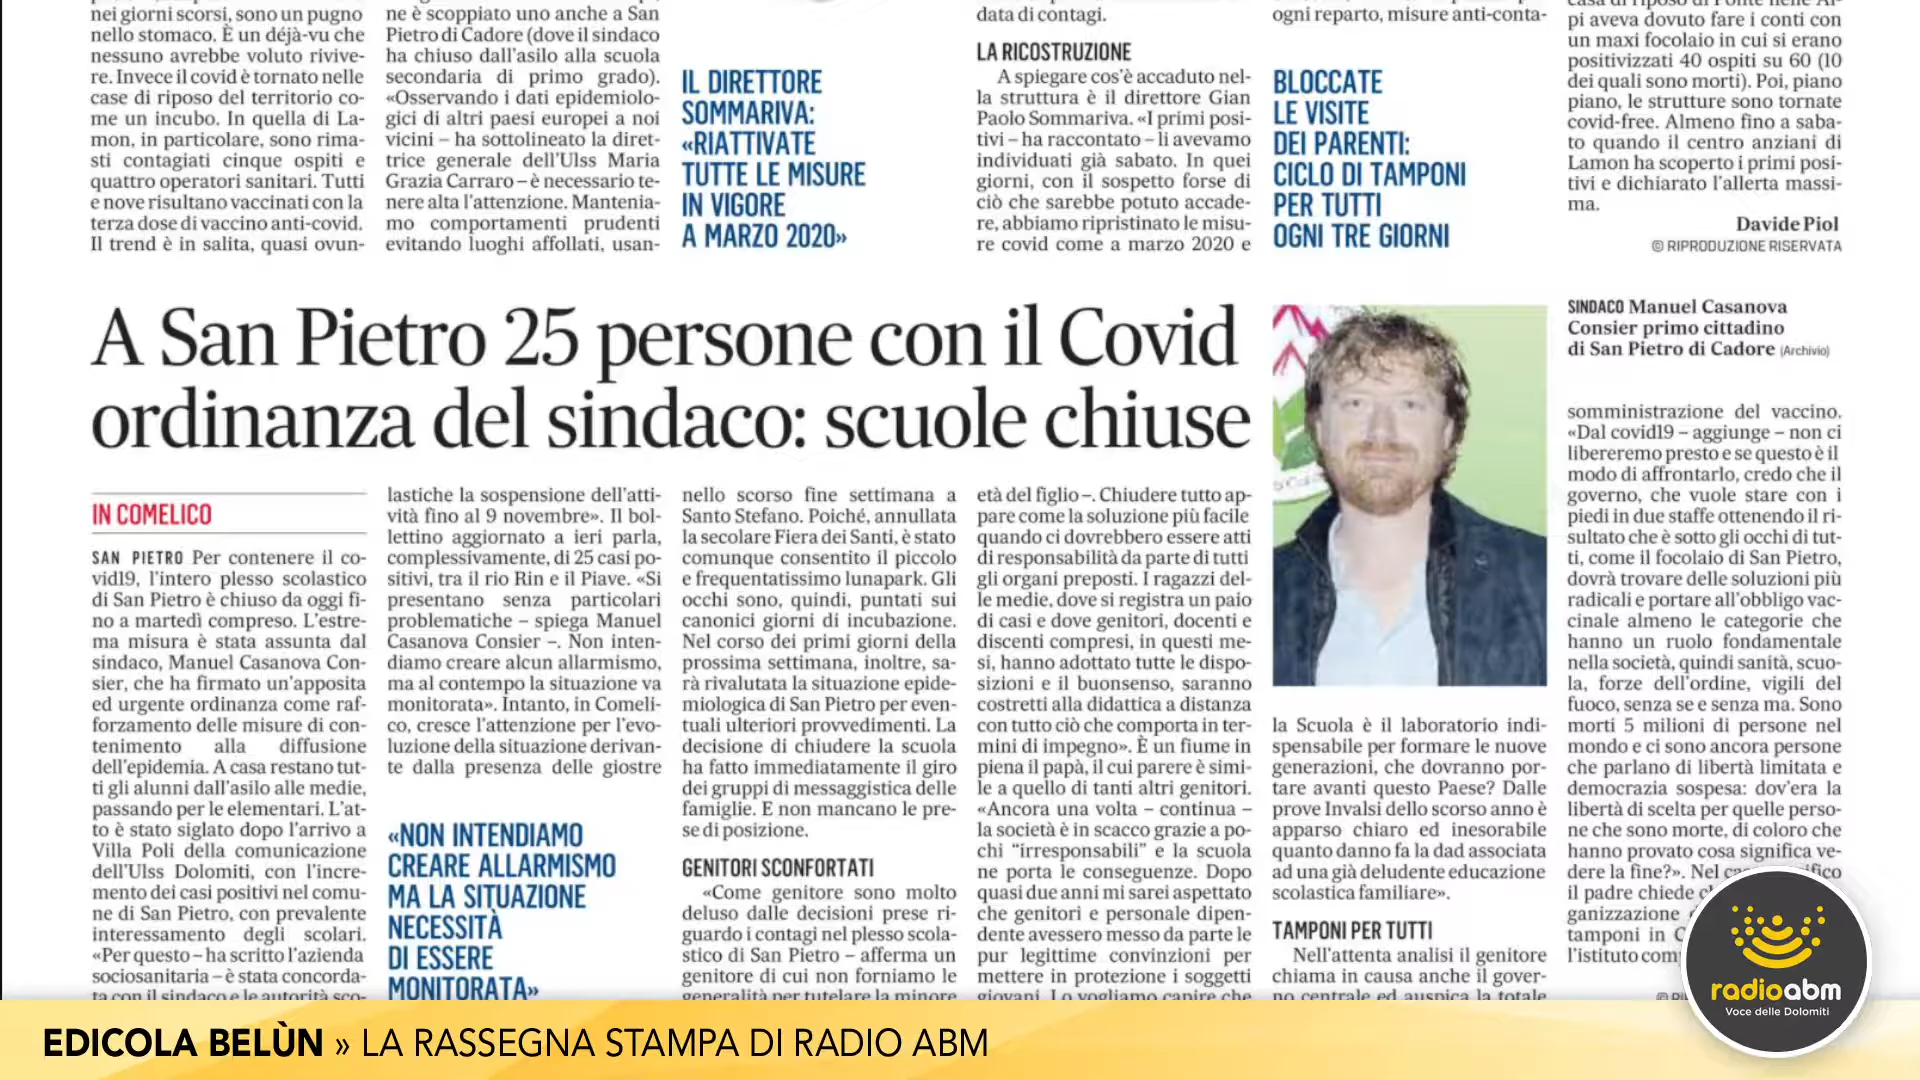 nei giorni scorsi, sono un pugno
nello stomaco. È un déjà-vu che
nessuno avrebbe voluto rivive-
re. Invece il covid è tornato nelle
case di riposo del territorio co-
me un incubo. In quella di La-
mon, in particolare, sono rima-
sti contagiati cinque ospiti e
quattro operatori sanitari. Tutti
e nove risultano vaccinati con la
terza dose di vaccino anti-covid.
Il trend è in salita, quasi ovun-
ne è scoppiato uno anche a San
Pietro di Cadore (dove il sindaco
ha chiuso dall'asilo alla scuola
secondaria di primo grado).
«Osservando i dati epidemiolo-
gici di altri paesi europei a noi
vicini – ha sottolineato la diret-
trice generale dell'Ulss Maria
Grazia Carraro – è necessario te-
nere alta l'attenzione. Mantenia-
mo comportamenti prudenti
evitando luoghi affollati, usan-
IL DIRETTORE
SOMMARIVA:
«RIATTIVATE
TUTTE LE MISURE
IN VIGORE
A MARZO 2020»
data di contagi.
LA RICOSTRUZIONE
A spiegare cos'è accaduto nel-
la struttura è il direttore Gian
Paolo Sommariva. «I primi posi-
tivi – ha raccontato – li avevamo
individuati già sabato. In quei
giorni, con il sospetto forse di
ciò che sarebbe potuto accade-
re, abbiamo ripristinato le misu-
re covid come a marzo 2020 e
ogni reparto, misure anti-conta-
BLOCCATE
LE VISITE
DEI PARENTI:
CICLO DI TAMPONI
PER TUTTI
OGNI TRE GIORNI
casa di riposo di Ponte nelle Al-
pi aveva dovuto fare i conti con
un maxi focolaio in cui si erano
positivizzati 40 ospiti su 60 (10
dei quali sono morti). Poi, piano
piano, le strutture sono tornate
covid-free. Almeno fino a saba-
to quando il centro anziani di
Lamon ha scoperto i primi posi-
tivi e dichiarato l'allerta massi-
ma.
Davide Piol
© RIPRODUZIONE RISERVATA
A San Pietro 25 persone con il Covid
ordinanza del sindaco: scuole chiuse
SINDACO Manuel Casanova
Consier primo cittadino
di San Pietro di Cadore (Archivio)
IN COMELICO
SAN PIETRO Per contenere il co-
vid19, l'intero plesso scolastico
di San Pietro è chiuso da oggi fi-
no a martedì compreso. L'estre-
ma misura è stata assunta dal
sindaco, Manuel Casanova Con-
sier, che ha firmato un'apposita
ed urgente ordinanza come raf-
forzamento delle misure di con-
tenimento alla diffusione
dell'epidemia. A casa restano tut-
ti gli alunni dall'asilo alle medie,
passando per le elementari. L'at-
to è stato siglato dopo l'arrivo a
Villa Poli della comunicazione
dell'Ulss Dolomiti, con l'incre-
mento dei casi positivi nel comu-
ne di San Pietro, con prevalente
interessamento degli scolari.
«Per questo – ha scritto l'azienda
sociosanitaria – è stata concorda-
ta con il sindaco e le autorità sco-
lastiche la sospensione dell'atti-
vità fino al 9 novembre». Il bol-
lettino aggiornato a ieri parla,
complessivamente, di 25 casi po-
sitivi, tra il rio Rin e il Piave. «Si
presentano senza particolari
problematiche – spiega Manuel
Casanova Consier –. Non inten-
diamo creare alcun allarmismo,
ma al contempo la situazione va
monitorata». Intanto, in Comeli-
co, cresce l'attenzione per l'evo-
luzione della situazione derivan-
te dalla presenza delle giostre
«NON INTENDIAMO
CREARE ALLARMISMO
MA LA SITUAZIONE
NECESSITÀ
DI ESSERE
MONITORATA»
nello scorso fine settimana a
Santo Stefano. Poiché, annullata
la secolare Fiera dei Santi, è stato
comunque consentito il piccolo
e frequentatissimo lunapark. Gli
occhi sono, quindi, puntati sui
canonici giorni di incubazione.
Nel corso dei primi giorni della
prossima settimana, inoltre, sa-
rà rivalutata la situazione epide-
miologica di San Pietro per even-
tuali ulteriori provvedimenti. La
decisione di chiudere la scuola
ha fatto immediatamente il giro
dei gruppi di messaggistica delle
famiglie. E non mancano le pre-
se di posizione.
GENITORI SCONFORTATI
«Come genitore sono molto
deluso dalle decisioni prese ri-
guardo i contagi nel plesso scola-
stico di San Pietro – afferma un
genitore di cui non forniamo le
generalità per tutelare la minore
età del figlio –. Chiudere tutto ap-
pare come la soluzione più facile
quando ci dovrebbero essere atti
di responsabilità da parte di tutti
gli organi preposti. I ragazzi del-
le medie, dove si registra un paio
di casi e dove genitori, docenti e
discenti compresi, in questi me-
si, hanno adottato tutte le dispo-
sizioni e il buonsenso, saranno
costretti alla didattica a distanza
con tutto ciò che comporta in ter-
mini di impegno». È un fiume in
piena il papà, il cui parere è simi-
le a quello di tanti altri genitori.
«Ancora una volta – continua –
la società è in scacco grazie a po-
chi “irresponsabili” e la scuola
ne porta le conseguenze. Dopo
quasi due anni mi sarei aspettato
che genitori e personale dipen-
dente avessero messo da parte le
pur legittime convinzioni per
mettere in protezione i soggetti
giovani. Lo vogliamo capire che
la Scuola è il laboratorio indi-
spensabile per formare le nuove
generazioni, che dovranno por-
tare avanti questo Paese? Dalle
prove Invalsi dello scorso anno è
apparso chiaro ed inesorabile
quanto danno fa la dad associata
ad una già deludente educazione
scolastica familiare».
TAMPONI PER TUTTI
Nell'attenta analisi il genitore
chiama in causa anche il gover-
no centrale ed auspica la totale
somministrazione del vaccino.
«Dal covid19 – aggiunge – non ci
libereremo presto e se questo è il
modo di affrontarlo, credo che il
governo, che vuole stare con i
piedi in due staffe ottenendo il ri-
sultato che è sotto gli occhi di tut-
ti, come il focolaio di San Pietro,
dovrà trovare delle soluzioni più
radicali e portare all'obbligo vac-
cinale almeno le categorie che
hanno un ruolo fondamentale
nella società, quindi sanità, scuo-
la, forze dell'ordine, vigili del
fuoco, senza se e senza ma. Sono
morti 5 milioni di persone nel
mondo e ci sono ancora persone
che parlano di libertà limitata e
democrazia sospesa: dov'era la
libertà di scelta per quelle perso-
ne che sono morte, di coloro che
hanno provato cosa significa ve-
dere la fine?». Nel
il padre chiede
ganizzazione
tamponi in
l'istituto
radioabm
Voce delle Dolomiti
EDICOLA BELÙN » LA RASSEGNA STAMPA DI RADIO ABM